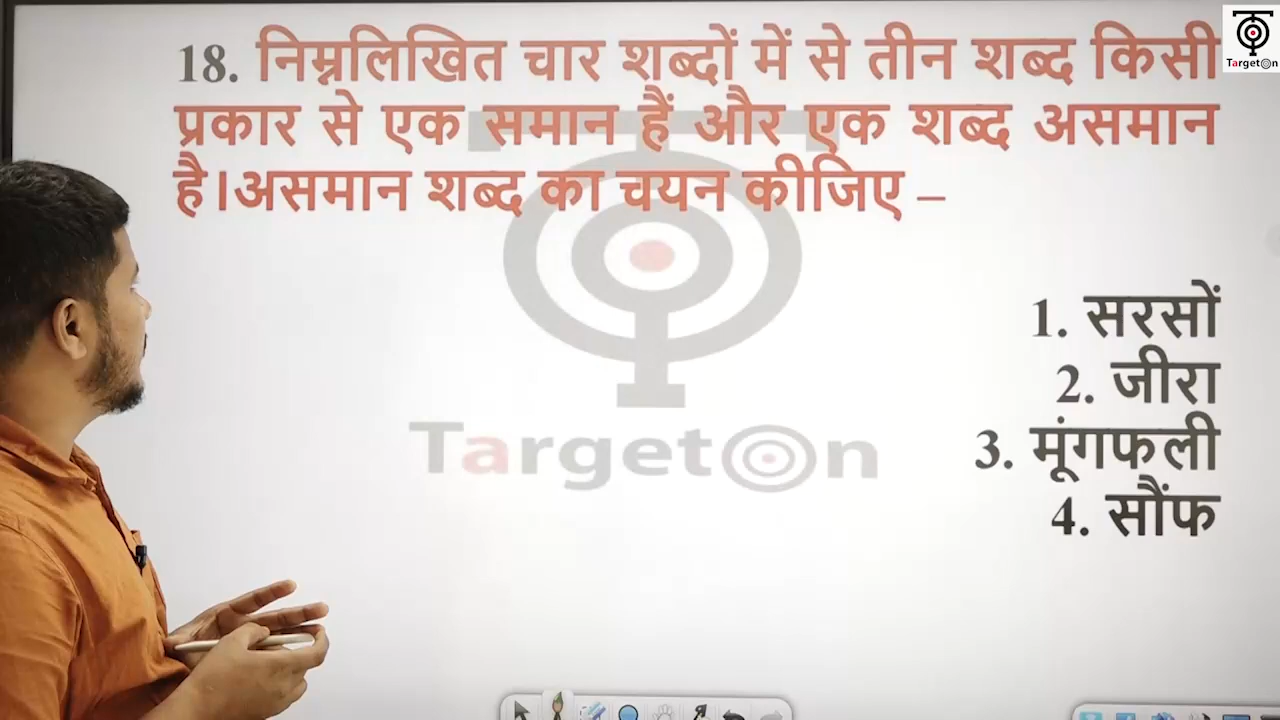 18. निम्नलिखित चार शब्दों में से तीन शब्द किसी
प्रकार से एक समान हैं और एक शब्द असमान
है।असमान शब्द का चयन कीजिए –
1. सरसों
2. जीरा
3. मूंगफली
4. सौंफ
TargetOn
TargetOn